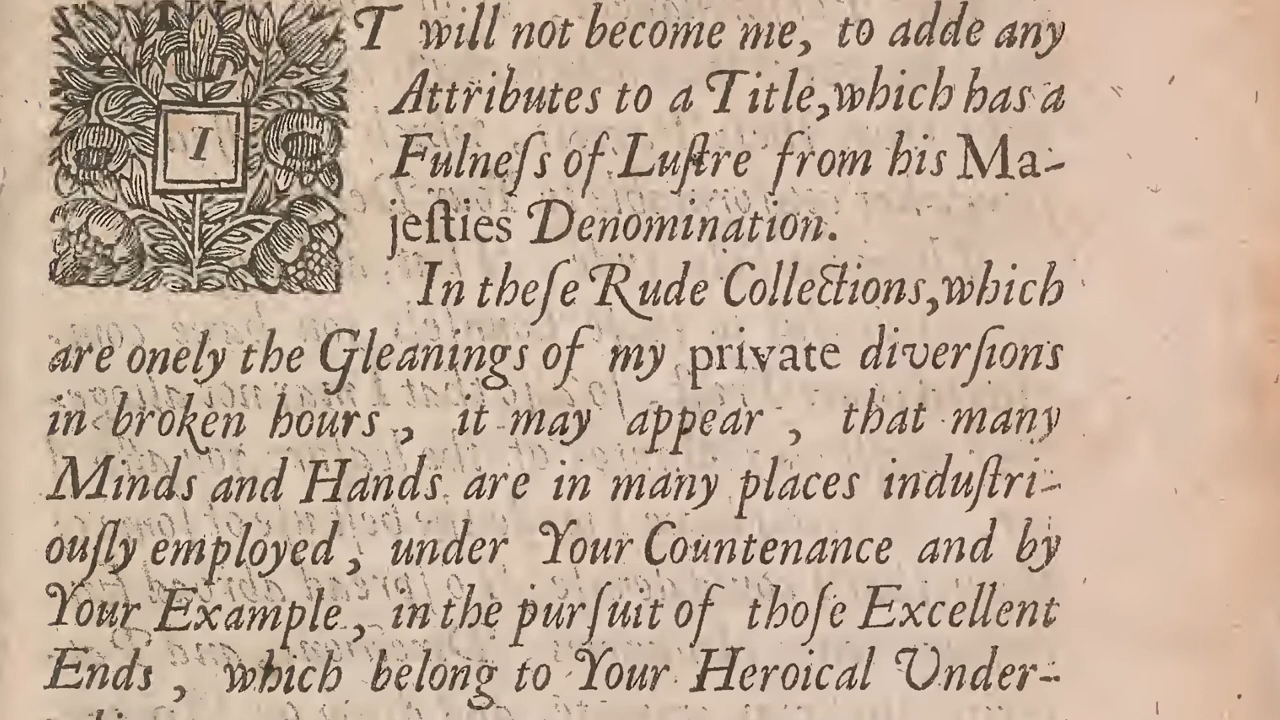 IT will not become me, to adde any
Attributes to a Title, which has a
Fulneſs of Luſtre from his Ma-
jeſties Denomination.
In theſe Rude Collections, which
are onely the Gleanings of my private diverſions
in broken hours, it may appear, that many
Minds and Hands are in many places induſtri-
ouſly employed, under Your Countenance and by
Your Example, in the purſuit of thoſe Excellent
Ends, which belong to Your Heroical Under-